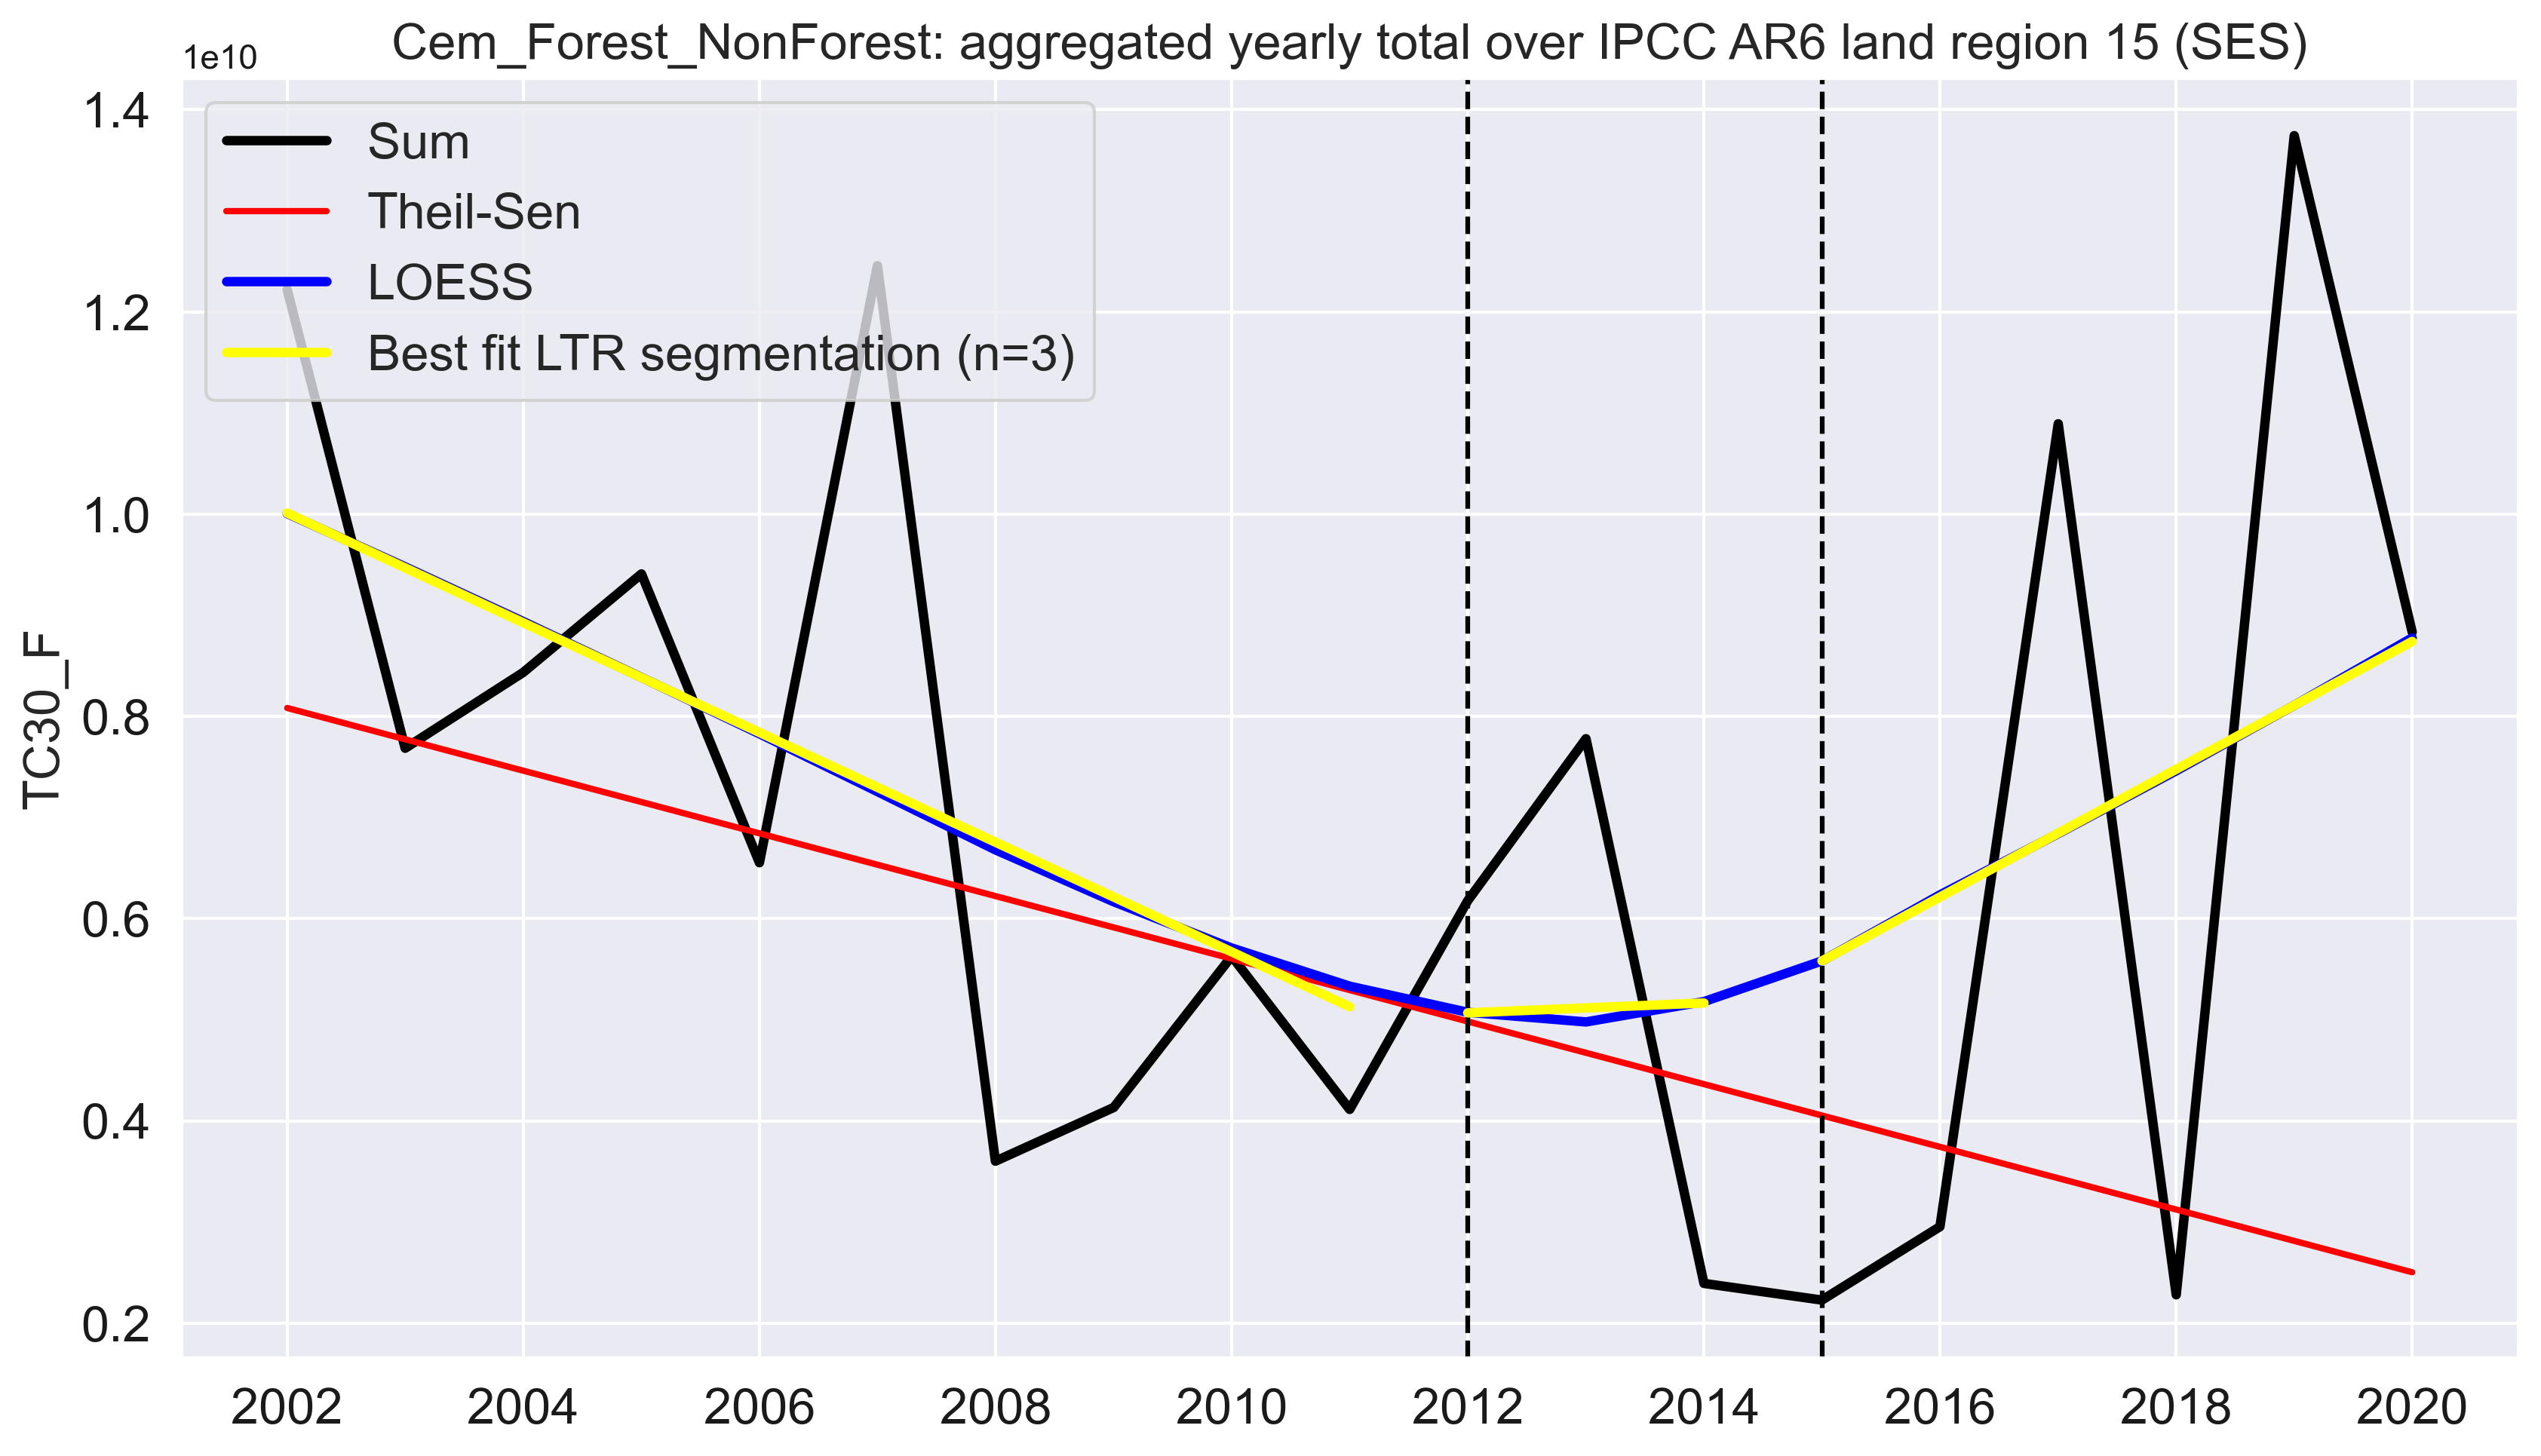 Cem_Forest_NonForest: aggregated yearly total over IPCC AR6 land region 15 (SES)
1e10
1.4
1.2
1.0
0.8
0.6
0.4
0.2
TC30_F
Sum
Theil-Sen
LOESS
Best fit LTR segmentation (n=3)
2002 2004 2006 2008 2010 2012 2014 2016 2018 2020